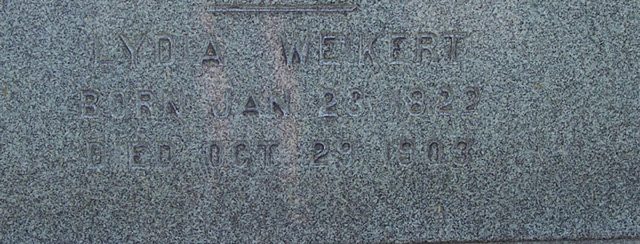 LYDIA WEIKERT
BORN JAN 23 1822
DIED OCT 29 1903